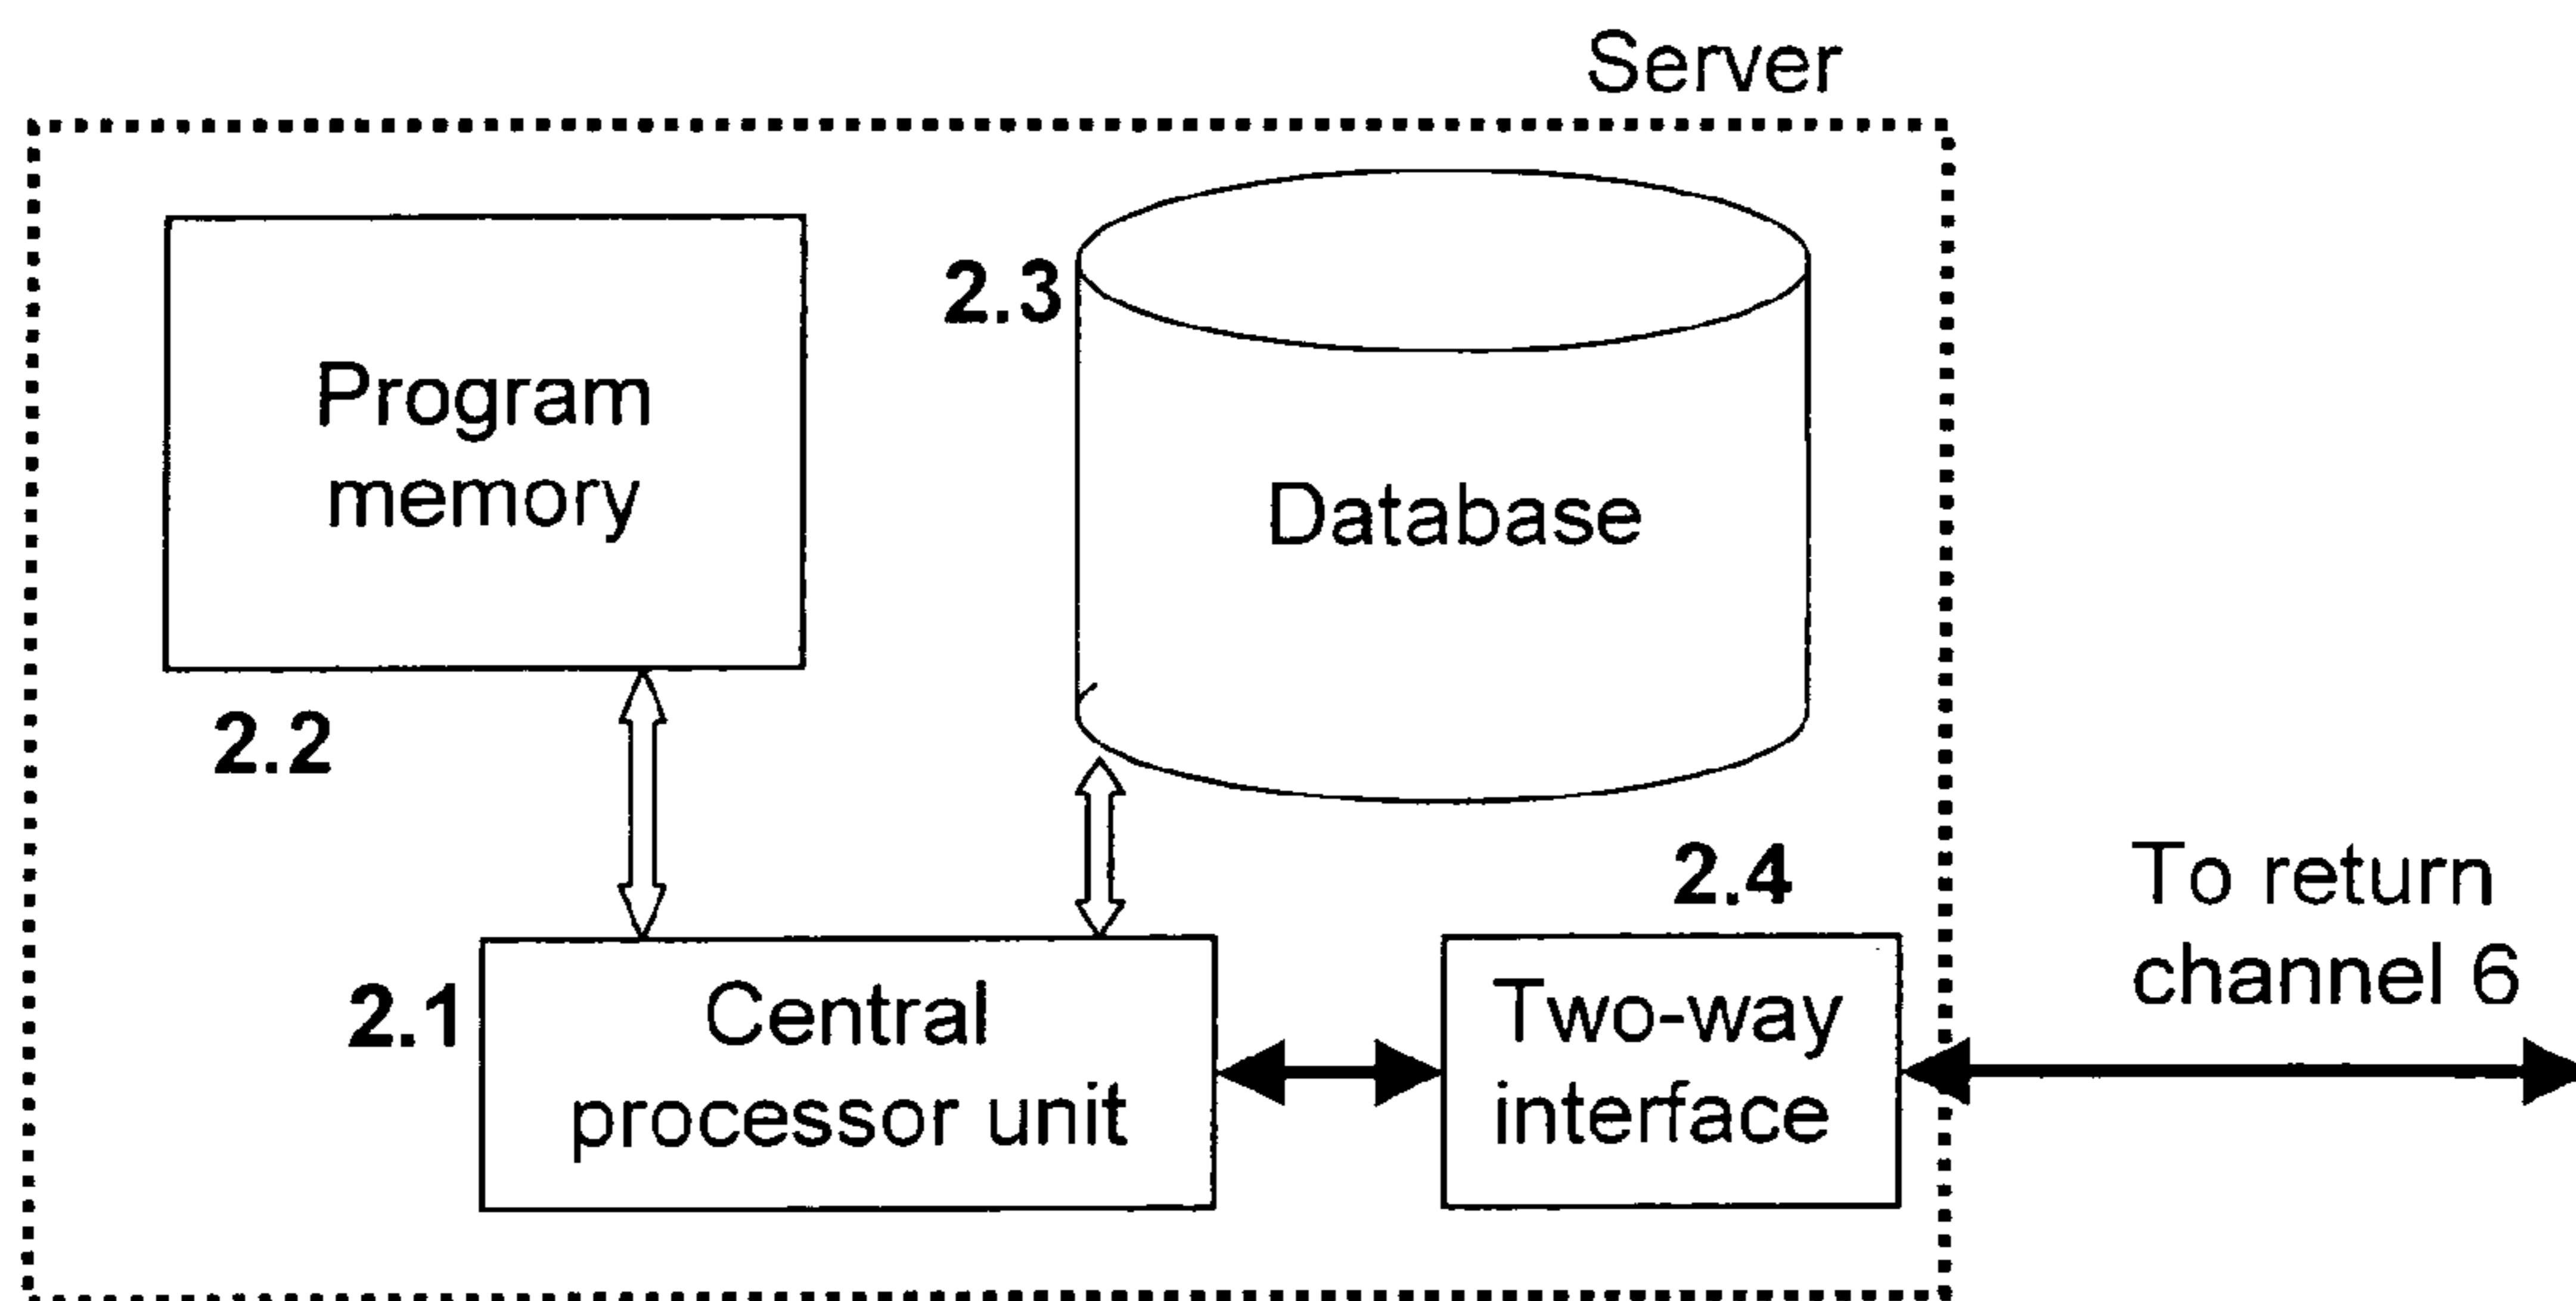 Server
2.3
Program
memory
Database
2.2
2.4
To return
channel 6
2.1
Central
processor unit
Two-way
interface